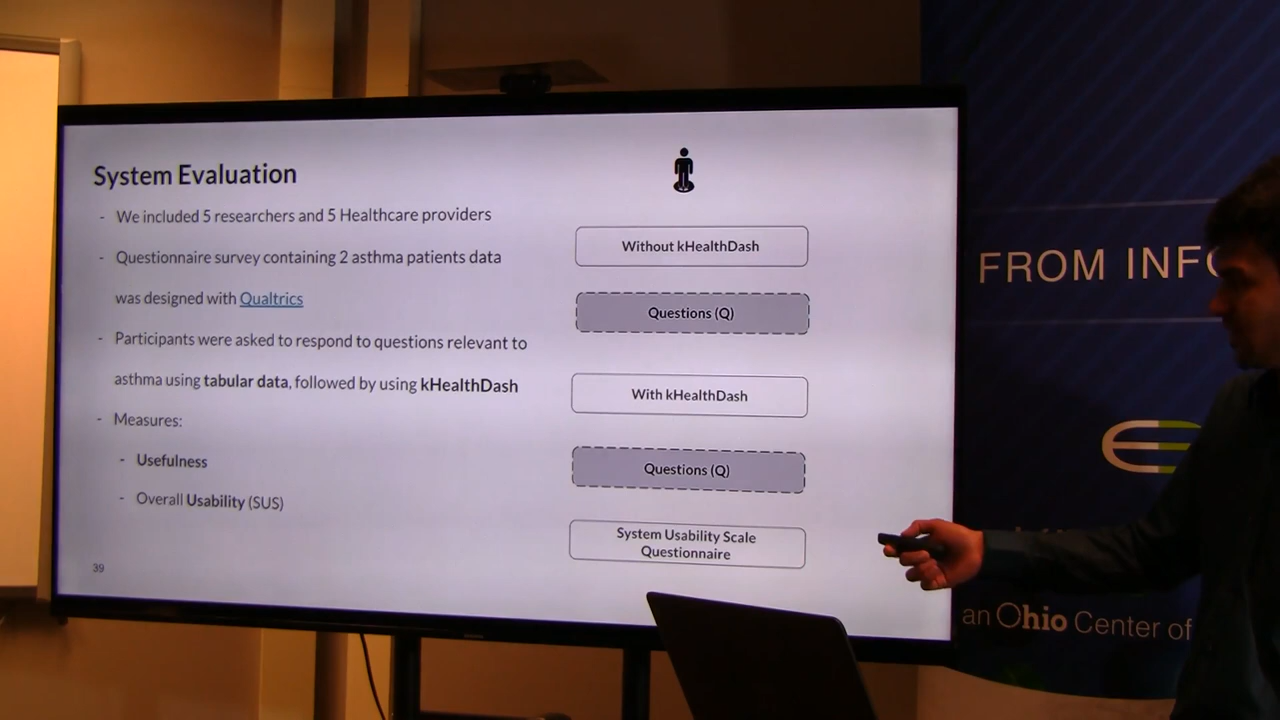 System Evaluation
- We included 5 researchers and 5 Healthcare providers
- Questionnaire survey containing 2 asthma patients data
was designed with Qualtrics
- Participants were asked to respond to questions relevant to
asthma using tabular data, followed by using kHealthDash
- Measures:
- Usefulness
- Overall Usability (SUS)
39
Without kHealthDash
Questions (Q)
With kHealthDash
Questions (Q)
System Usability Scale
Questionnaire
FROM INFO
an Ohio Center of